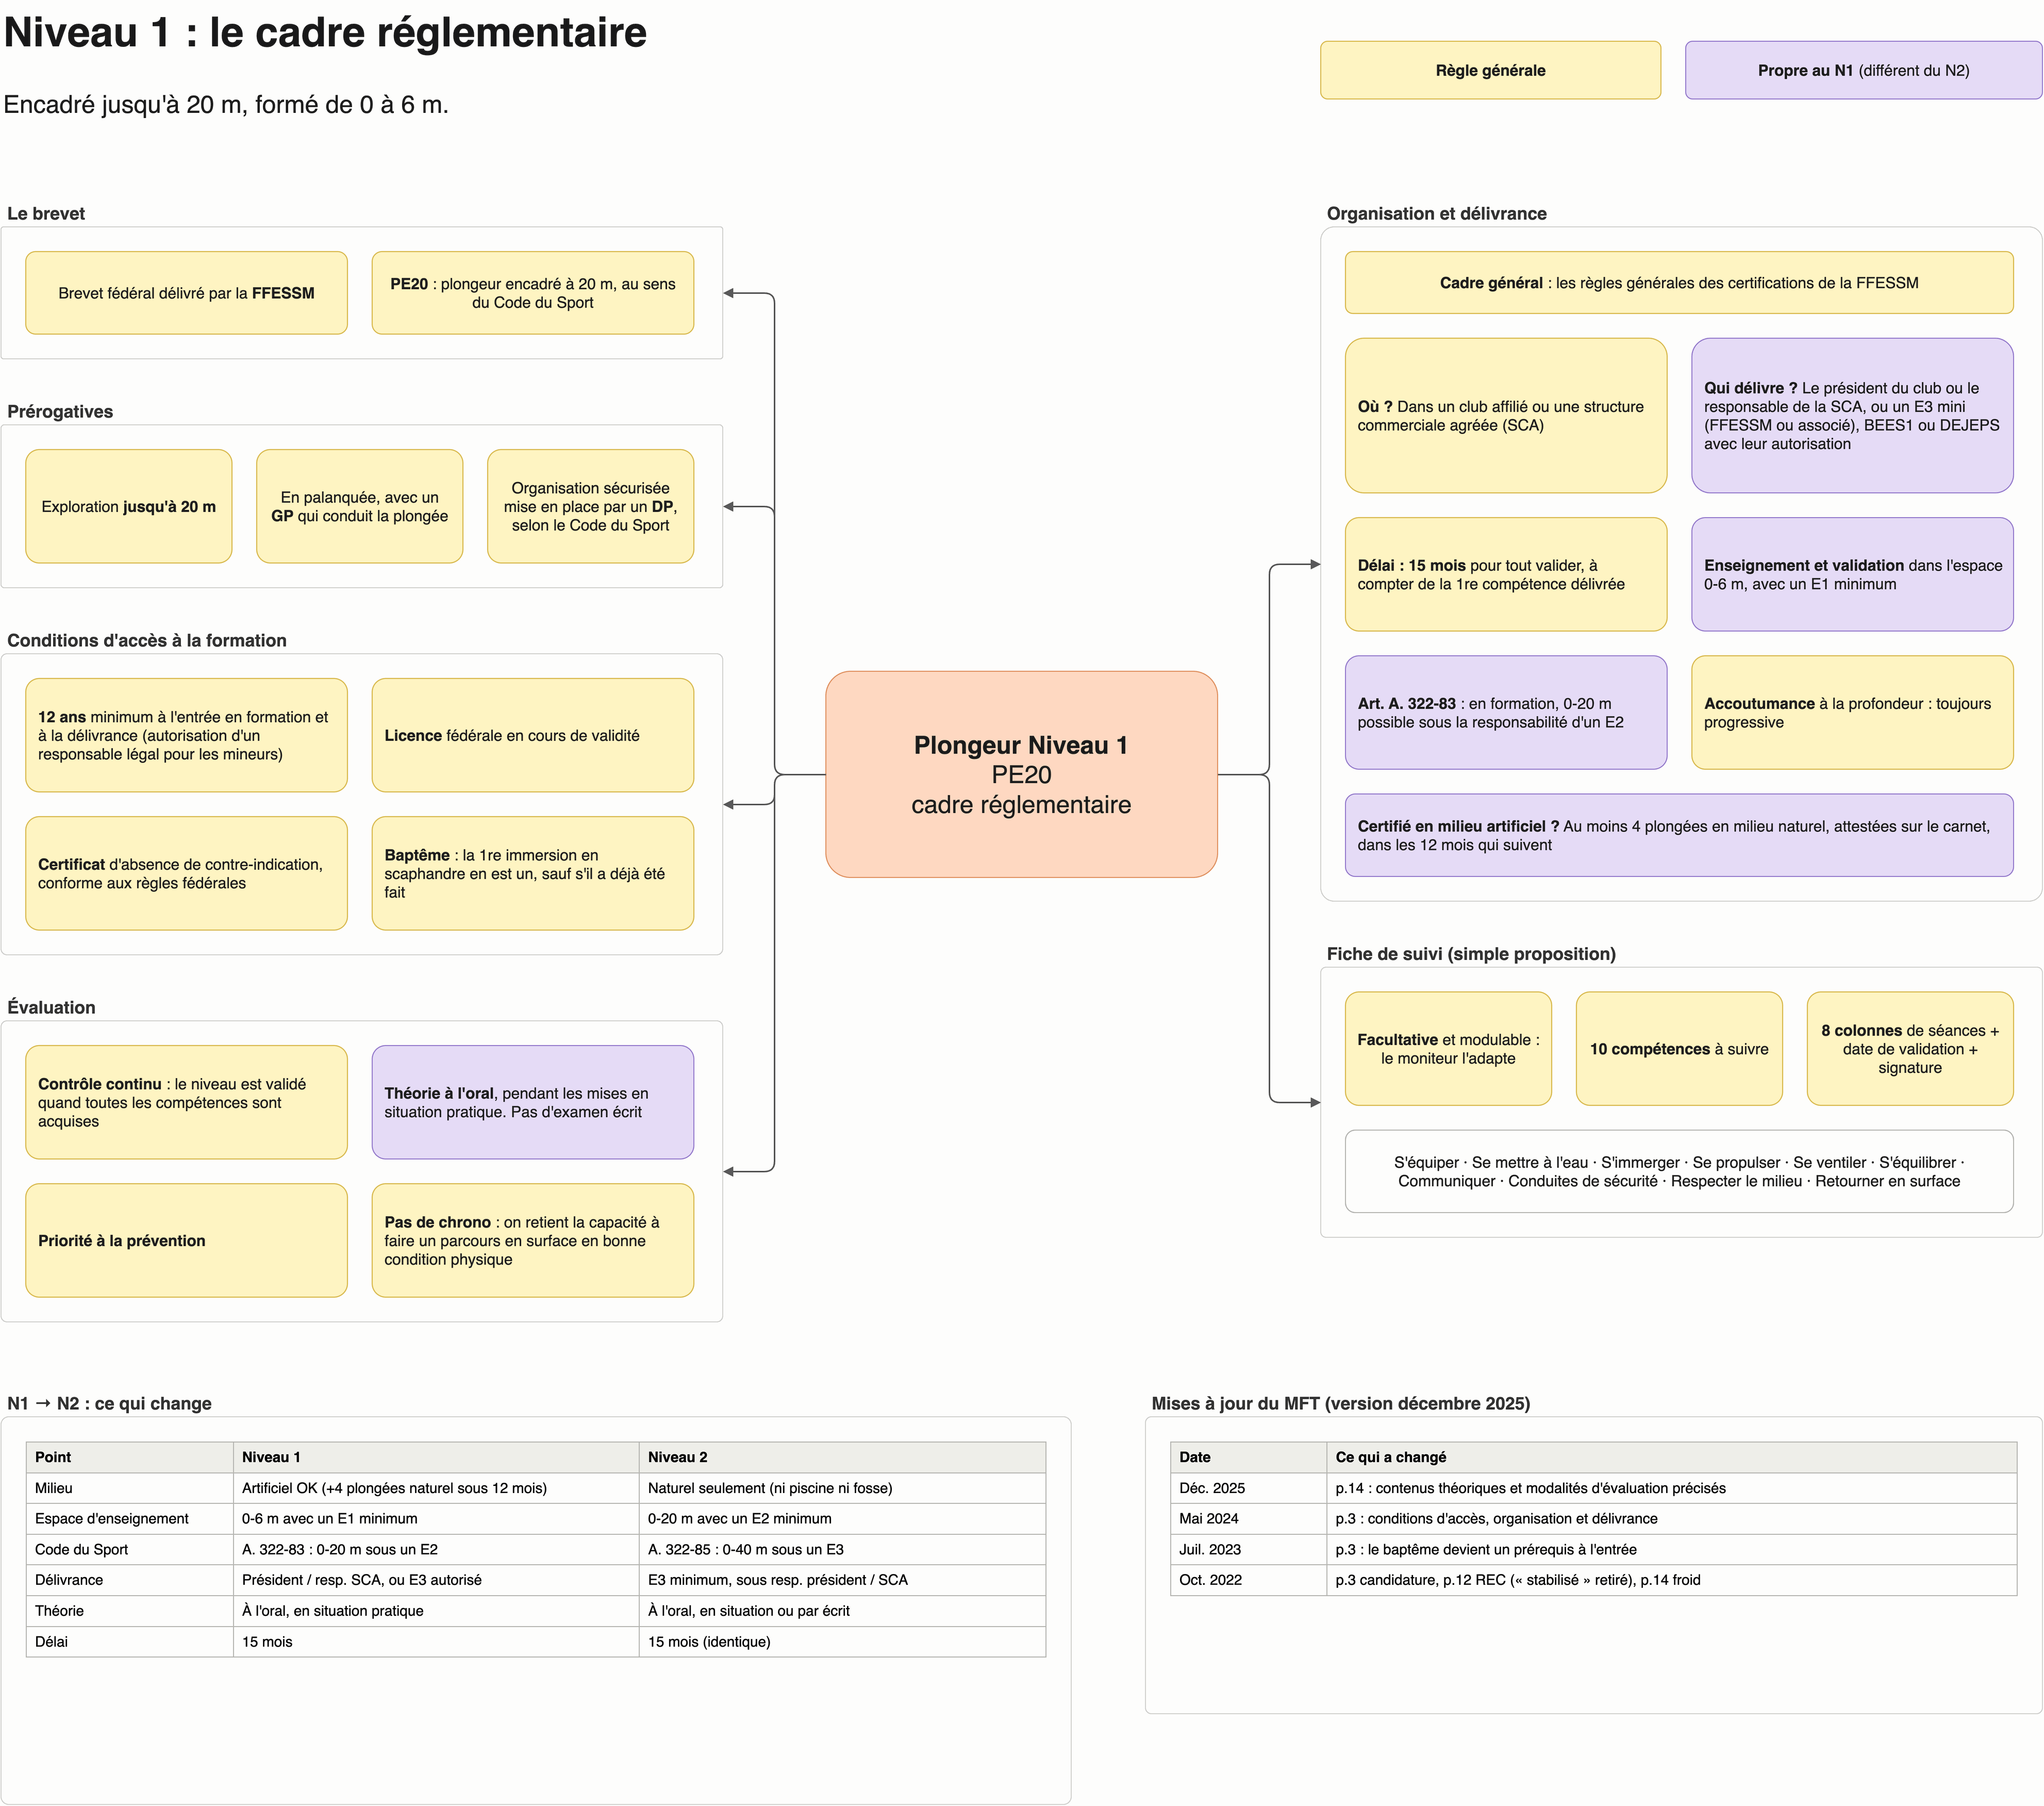 Niveau 1 : le cadre réglementaire
Encadré jusqu'à 20 m, formé de 0 à 6 m.
Règle générale
Propre au N1 (différent du N2)
Le brevet
Brevet fédéral délivré par la FFESSM
PE20 : plongeur encadré à 20 m, au sens
du Code du Sport
Prérogatives
Exploration jusqu'à 20 m
En palanquée, avec un
GP qui conduit la plongée
Organisation sécurisée
mise en place par un DP,
selon le Code du Sport
Conditions d'accès à la formation
12 ans minimum à l'entrée en formation et
à la délivrance (autorisation d'un
responsable légal pour les mineurs)
Licence fédérale en cours de validité
Certificat d'absence de contre-indication,
conforme aux règles fédérales
Baptême : la 1re immersion en
scaphandre en est un, sauf s'il a déjà été
fait
Évaluation
Contrôle continu : le niveau est validé
quand toutes les compétences sont
acquises
Théorie à l'oral, pendant les mises en
situation pratique. Pas d'examen écrit
Priorité à la prévention
Pas de chrono : on retient la capacité à
faire un parcours en surface en bonne
condition physique
Plongeur Niveau 1
PE20
cadre réglementaire
Organisation et délivrance
Cadre général : les règles générales des certifications de la FFESSM
Où ? Dans un club affilié ou une structure
commerciale agréée (SCA)
Qui délivre ? Le président du club ou le
responsable de la SCA, ou un E3 mini
(FFESSM ou associé), BEES1 ou DEJEPS
avec leur autorisation
Délai : 15 mois pour tout valider, à
compter de la 1re compétence délivrée
Enseignement et validation dans l'espace
0-6 m, avec un E1 minimum
Art. A. 322-83 : en formation, 0-20 m
possible sous la responsabilité d'un E2
Accoutumance à la profondeur : toujours
progressive
Certifié en milieu artificiel ? Au moins 4 plongées en milieu naturel, attestées sur le carnet,
dans les 12 mois qui suivent
Fiche de suivi (simple proposition)
Facultative et modulable :
le moniteur l'adapte
10 compétences à suivre
8 colonnes de séances +
date de validation +
signature
S'équiper · Se mettre à l'eau · S'immerger · Se propulser · Se ventiler · S'équilibrer ·
Communiquer · Conduites de sécurité · Respecter le milieu · Retourner en surface
N1 → N2 : ce qui change
Point Niveau 1 Niveau 2
Milieu Artificiel OK (+4 plongées naturel sous 12 mois) Naturel seulement (ni piscine ni fosse)
Espace d'enseignement 0-6 m avec un E1 minimum 0-20 m avec un E2 minimum
Code du Sport A. 322-83 : 0-20 m sous un E2 A. 322-85 : 0-40 m sous un E3
Délivrance Président / resp. SCA, ou E3 autorisé E3 minimum, sous resp. président / SCA
Théorie À l'oral, en situation pratique À l'oral, en situation ou par écrit
Délai 15 mois 15 mois (identique)
Mises à jour du MFT (version décembre 2025)
Date Ce qui a changé
Déc. 2025 p.14 : contenus théoriques et modalités d'évaluation précisés
Mai 2024 p.3 : conditions d'accès, organisation et délivrance
Juil. 2023 p.3 : le baptême devient un prérequis à l'entrée
Oct. 2022 p.3 candidature, p.12 REC (« stabilisé » retiré), p.14 froid